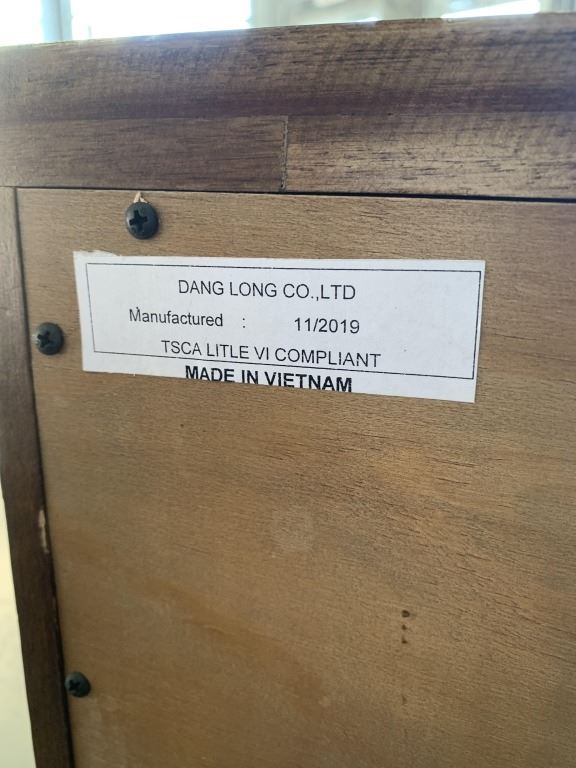 DANG LONG CO.,LTD
Manufactured : 11/2019
TSCA LITLE VI COMPLIANT
MADE IN VIETNAM